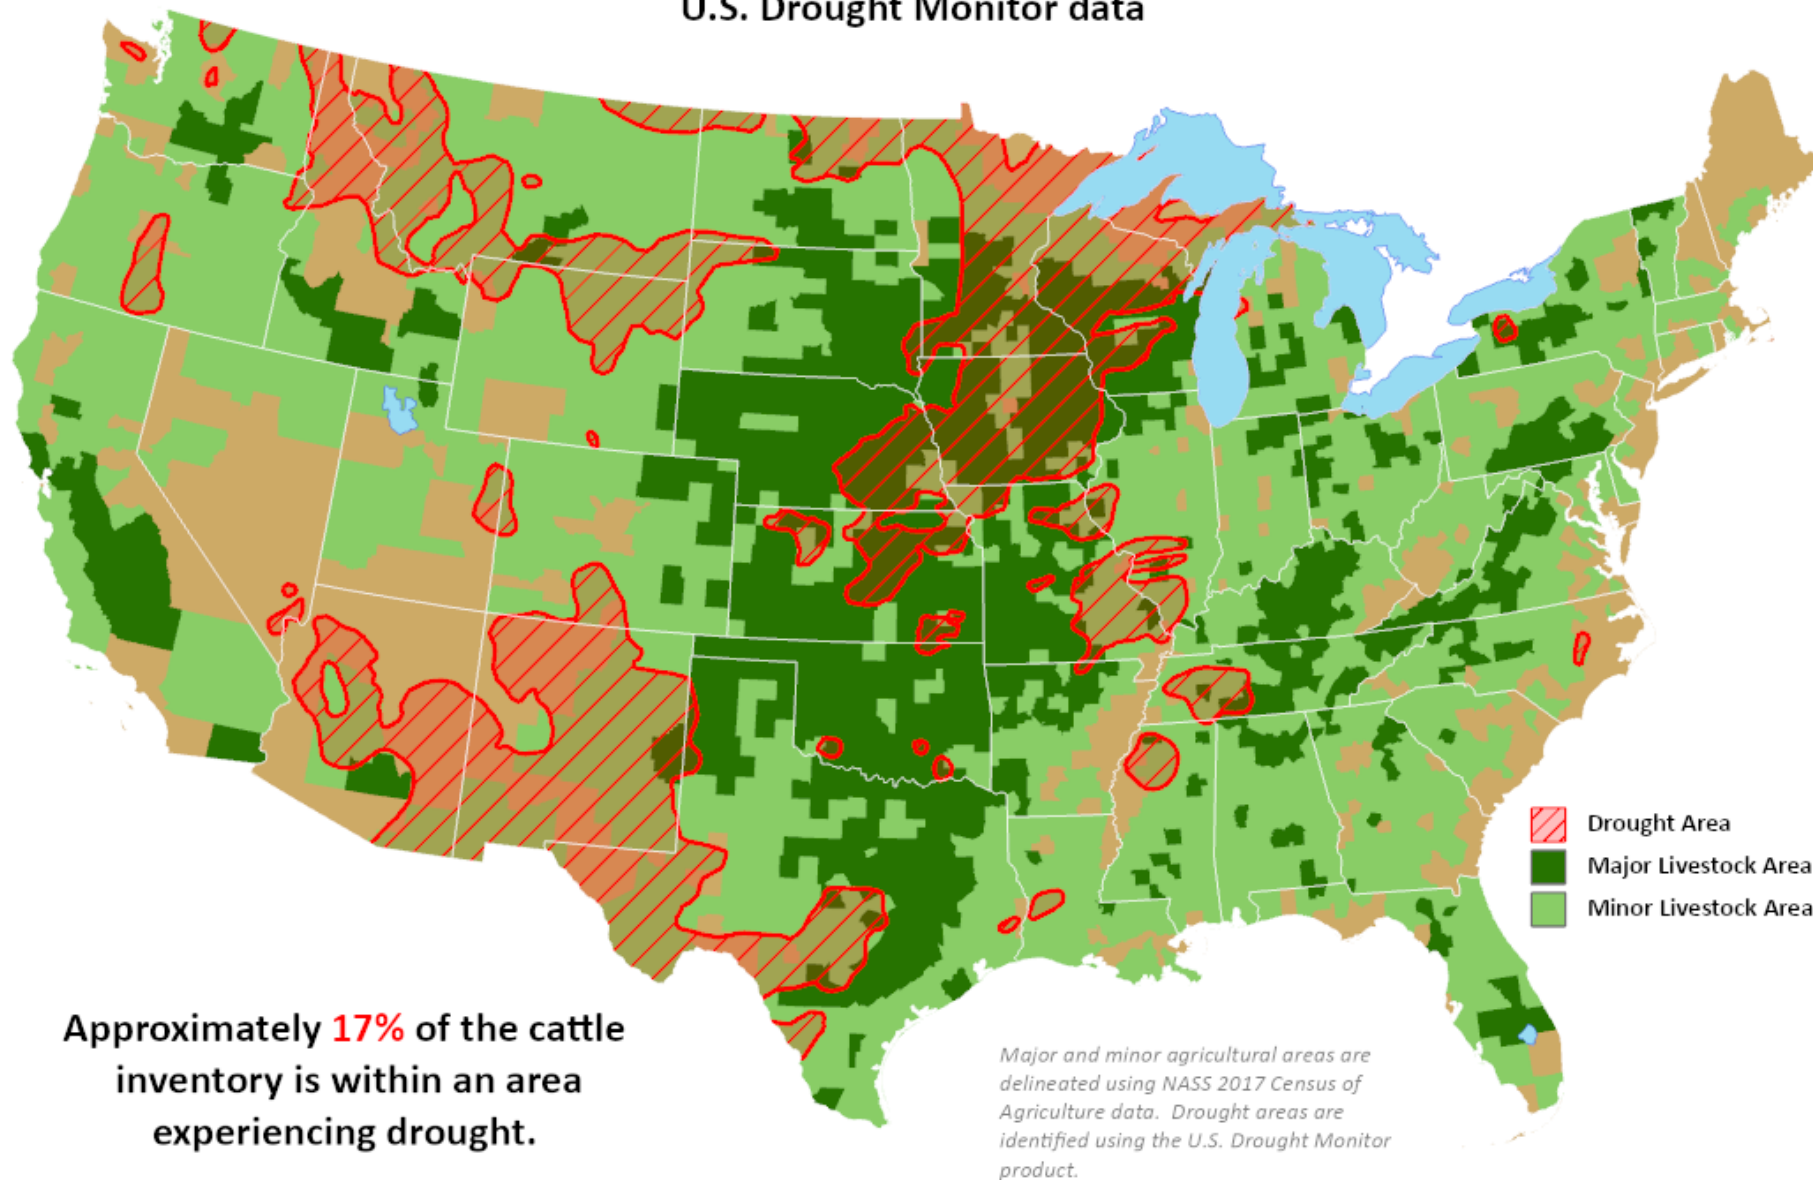 U.S. Drought Monitor data
Drought Area
Major Livestock Area
Minor Livestock Area
Approximately 17% of the cattle
inventory is within an area
experiencing drought.
Major and minor agricultural areas are
delineated using NASS 2017 Census of
Agriculture data.  Drought areas are
identified using the U.S. Drought Monitor
product.